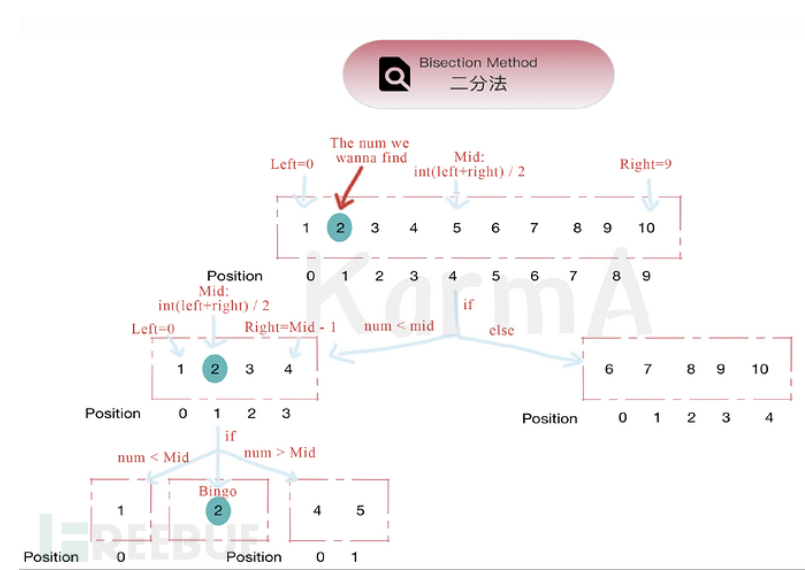 Bisection Method
二分法
The num we
wanna find
Left=0
Mid:
int(left+right) / 2
Right=9
1 2 3 4 5 6 7 8 9 10
Position 0 1 2 3 4 5 6 7 8 9
KarmA
Mid:
int(left+right) / 2
Left=0
Right=Mid - 1
if
num < mid
else
1 2 3 4
6 7 8 9 10
Position 0 1 2 3
Position 0 1 2 3 4
if
num < Mid
num > Mid
Bingo
1
2
4 5
REEBUF
Position 0
Position 0 1